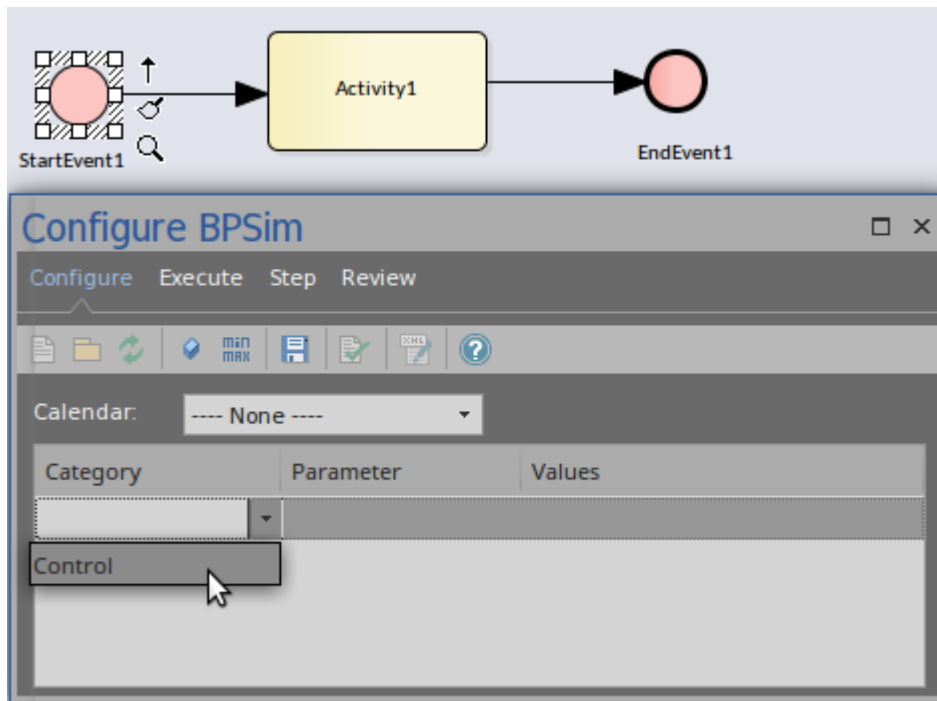 Activity1
StartEvent1
EndEvent1
Configure BPSim
Configure Execute Step Review
min
max
XML
?
Calendar: ---- None ----
Category Parameter Values
Control